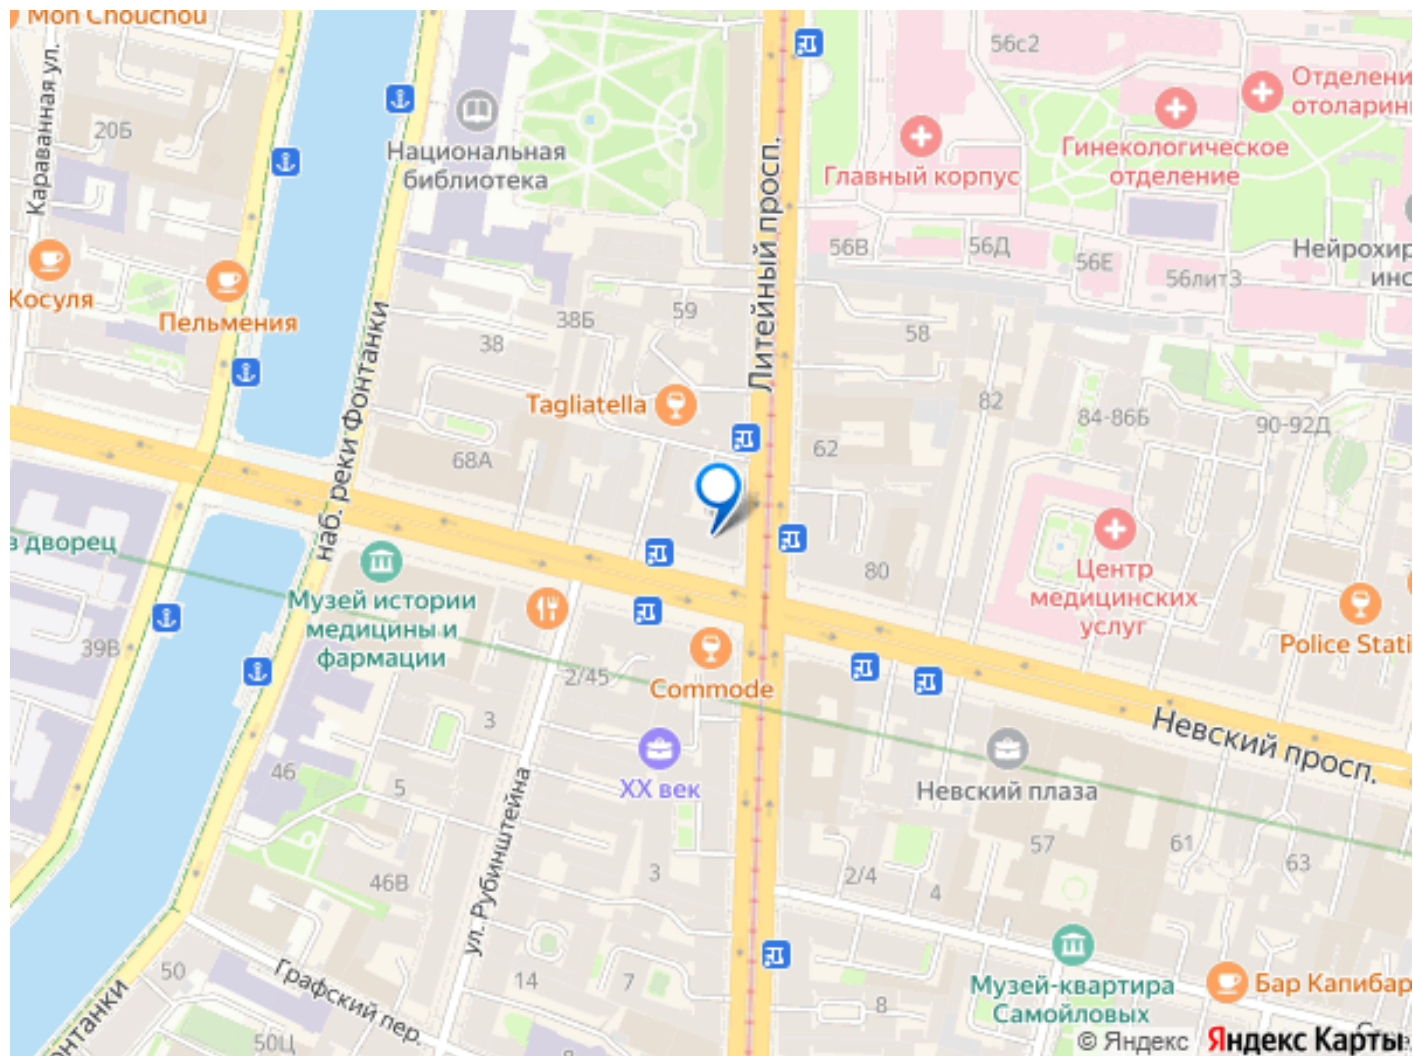 Mon Chouchou
Караванная ул.
20Б
Национальная
библиотека
56с2
Отделени
отоларин
Гинекологическое
отделение
Главный корпус
Литейный просп.
56В
56Д
56Е
56лит3
Нейрохир
инс
Косуля
Пельмения
наб. реки Фонтанки
38
38Б
59
58
Tagliatella
82
84-86Б
90-92Д
68А
62
з дворец
Музей истории
медицины и
фармации
80
Центр
медицинских
услуг
Police Stati
39В
2/45
Commode
3
Невский просп.
46
5
XX век
Невский плаза
ул. Рубинштейна
57
61
63
46В
3
2/4
4
50
Графский пер.
14
7
8
Музей-квартира
Самойловых
Бар Капибар
онтанки
50Ц
© Яндекс
Яндекс Карты